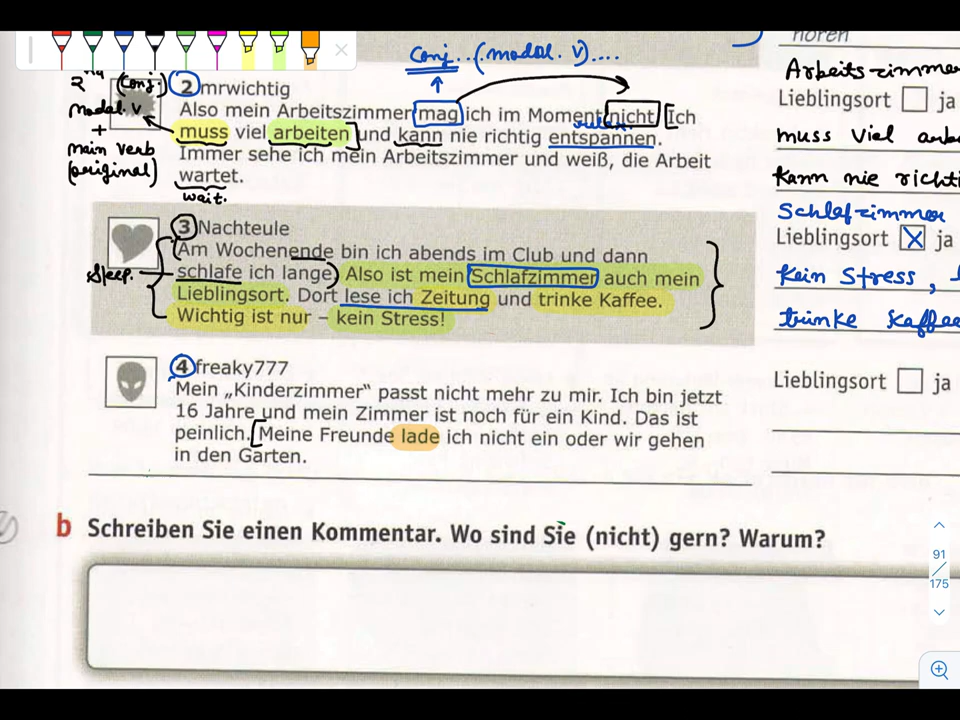 hören
conj...(modal. v)....
2nd (conj.)
modal. v
+
main verb
(original)
2 mrwichtig
Also mein Arbeitszimmer mag ich im Moment nicht. Ich
muss viel arbeiten und kann nie richtig entspannen.
Immer sehe ich mein Arbeitszimmer und weiß, die Arbeit
wartet.
wait.
3 Nachteule
Am Wochenende bin ich abends im Club und dann
schlafe ich lange. Also ist mein Schlafzimmer auch mein
Lieblingsort. Dort lese ich Zeitung und trinke Kaffee.
Wichtig ist nur – kein Stress!
Sleep.
4 freaky777
Mein „Kinderzimmer" passt nicht mehr zu mir. Ich bin jetzt
16 Jahre und mein Zimmer ist noch für ein Kind. Das ist
peinlich. Meine Freunde lade ich nicht ein oder wir gehen
in den Garten.
Arbeits-zimmer
Lieblingsort ja
muss viel arbe
kann nie richti
Schlafzimmer
Lieblingsort X ja
kein Stress,
trinke Kaffee
Lieblingsort ja
b Schreiben Sie einen Kommentar. Wo sind Sie (nicht) gern? Warum?
91
/
175